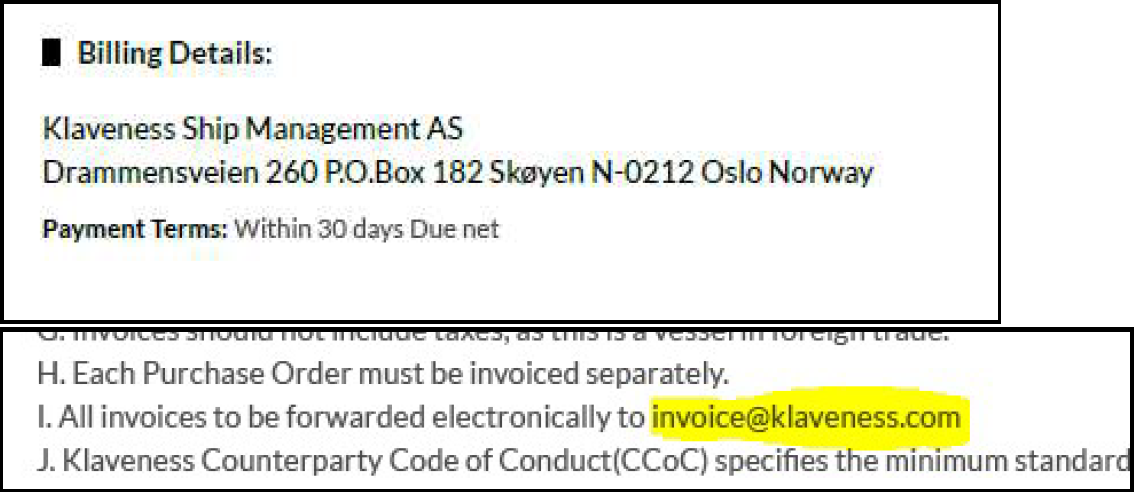 Billing Details:
Klaveness Ship Management AS
Drammensveien 260 P.O.Box 182 Skøyen N-0212 Oslo Norway
Payment Terms: Within 30 days Due net
G. Invoices should not include taxes, as this is a vessel in foreign trade.
H. Each Purchase Order must be invoiced separately.
I. All invoices to be forwarded electronically to invoice@klaveness.com
J. Klaveness Counterparty Code of Conduct(CCoC) specifies the minimum standard